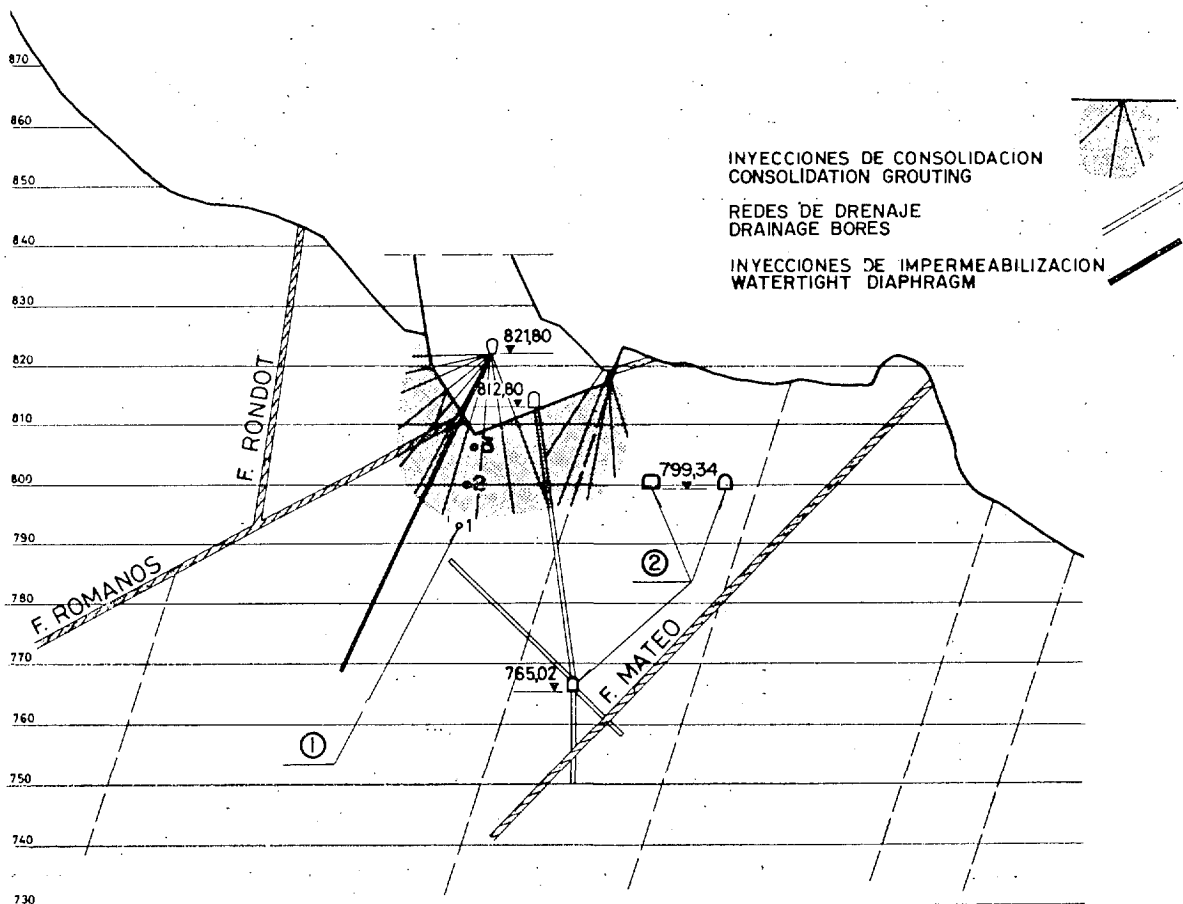 870
860
850
840
830
820
810
800
790
780
770
760
750
740
730
INYECCIONES DE CONSOLIDACION
CONSOLIDATION GROUTING
REDES DE DRENAJE
DRAINAGE BORES
INYECCIONES DE IMPERMEABILIZACION
WATERTIGHT DIAPHRAGM
F. RONDOT
821,80
812,80
3
2
1
799,34
F. ROMANOS
2
F. MATEO
765,02
1